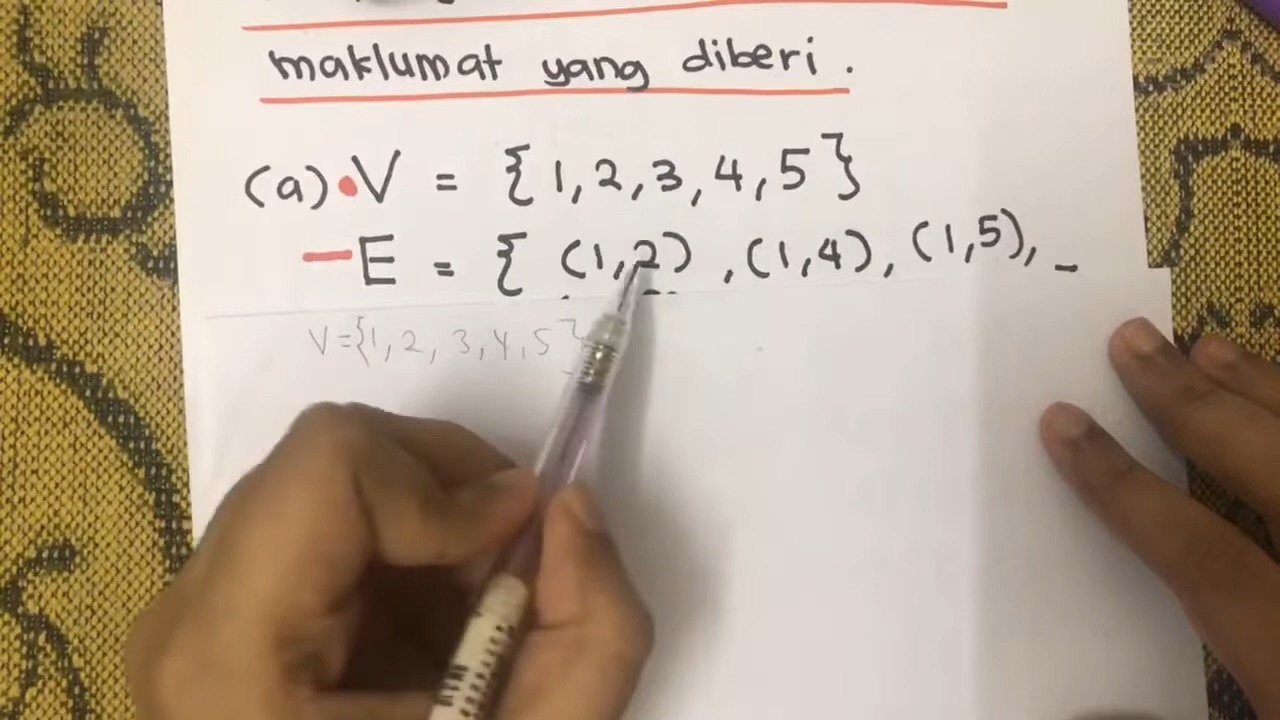 maklumat yang diberi.
(a) • V = { 1, 2, 3, 4, 5 }
– E = { (1,2), (1,4), (1,5),
V={1, 2, 3, 4, 5}